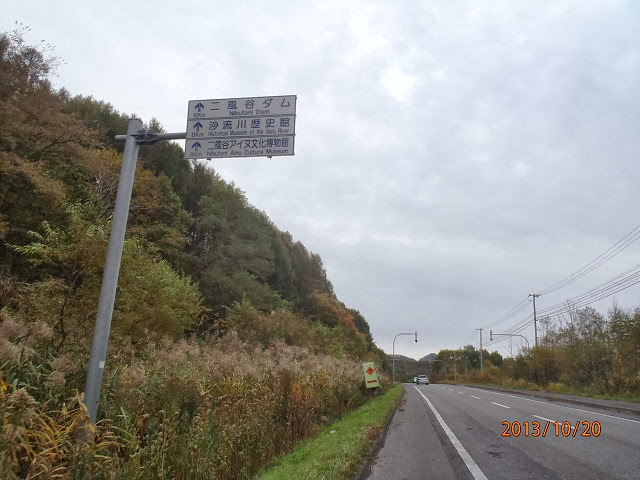 二風谷ダム
Nibutani Dam
沙流川歴史館
Historical Museum of the Saru River
二風谷アイヌ文化博物館
Nibutani Ainu Culture Museum
2013/10/20